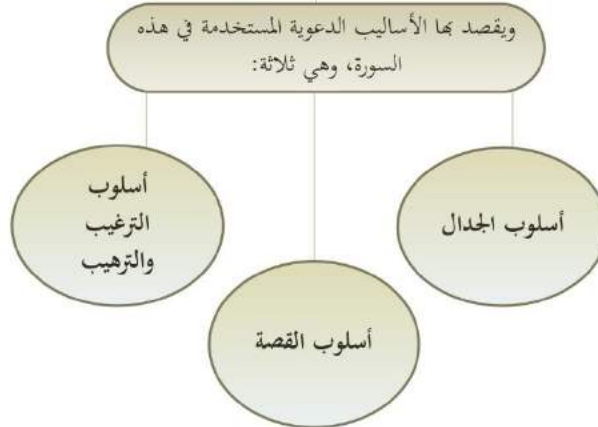 ويقصد بها الأساليب الدعوية المستخدمة في هذه
السورة، وهي ثلاثة:
أسلوب الجدال
أسلوب القصة
أسلوب
الترغيب
والترهيب